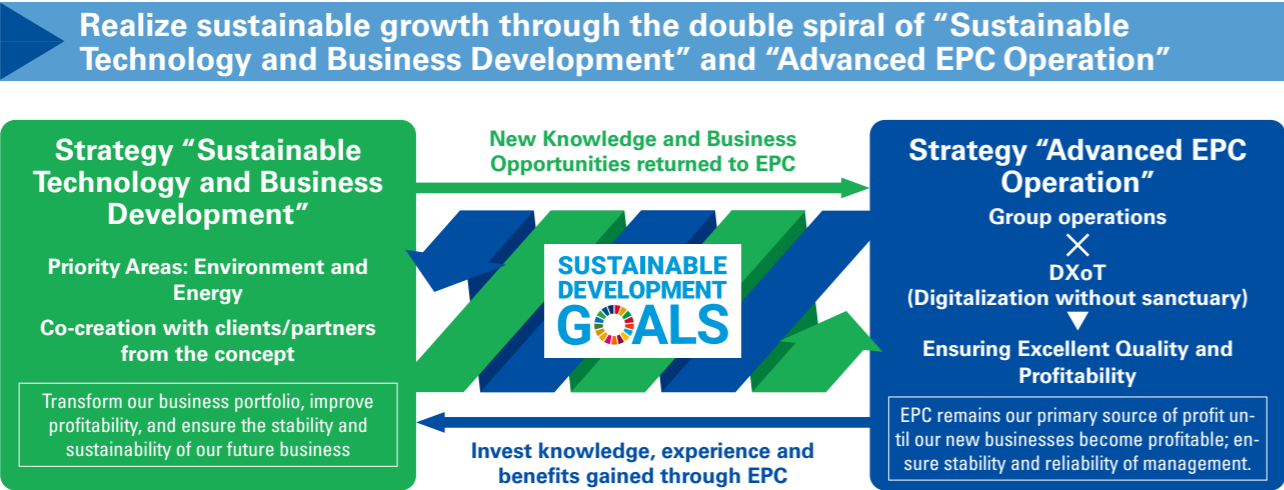 Realize sustainable growth through the double spiral of “Sustainable
Technology and Business Development” and “Advanced EPC Operation”
Strategy “Sustainable
Technology and Business
Development”
Priority Areas: Environment and
Energy
Co-creation with clients/partners
from the concept
Transform our business portfolio, improve
profitability, and ensure the stability and
sustainability of our future business
New Knowledge and Business
Opportunities returned to EPC
SUSTAINABLE
DEVELOPMENT
GOALS
Invest knowledge, experience and
benefits gained through EPC
Strategy “Advanced EPC
Operation”
Group operations
×
DXoT
(Digitalization without sanctuary)
▼
Ensuring Excellent Quality and
Profitability
EPC remains our primary source of profit un-
til our new businesses become profitable; en-
sure stability and reliability of management.